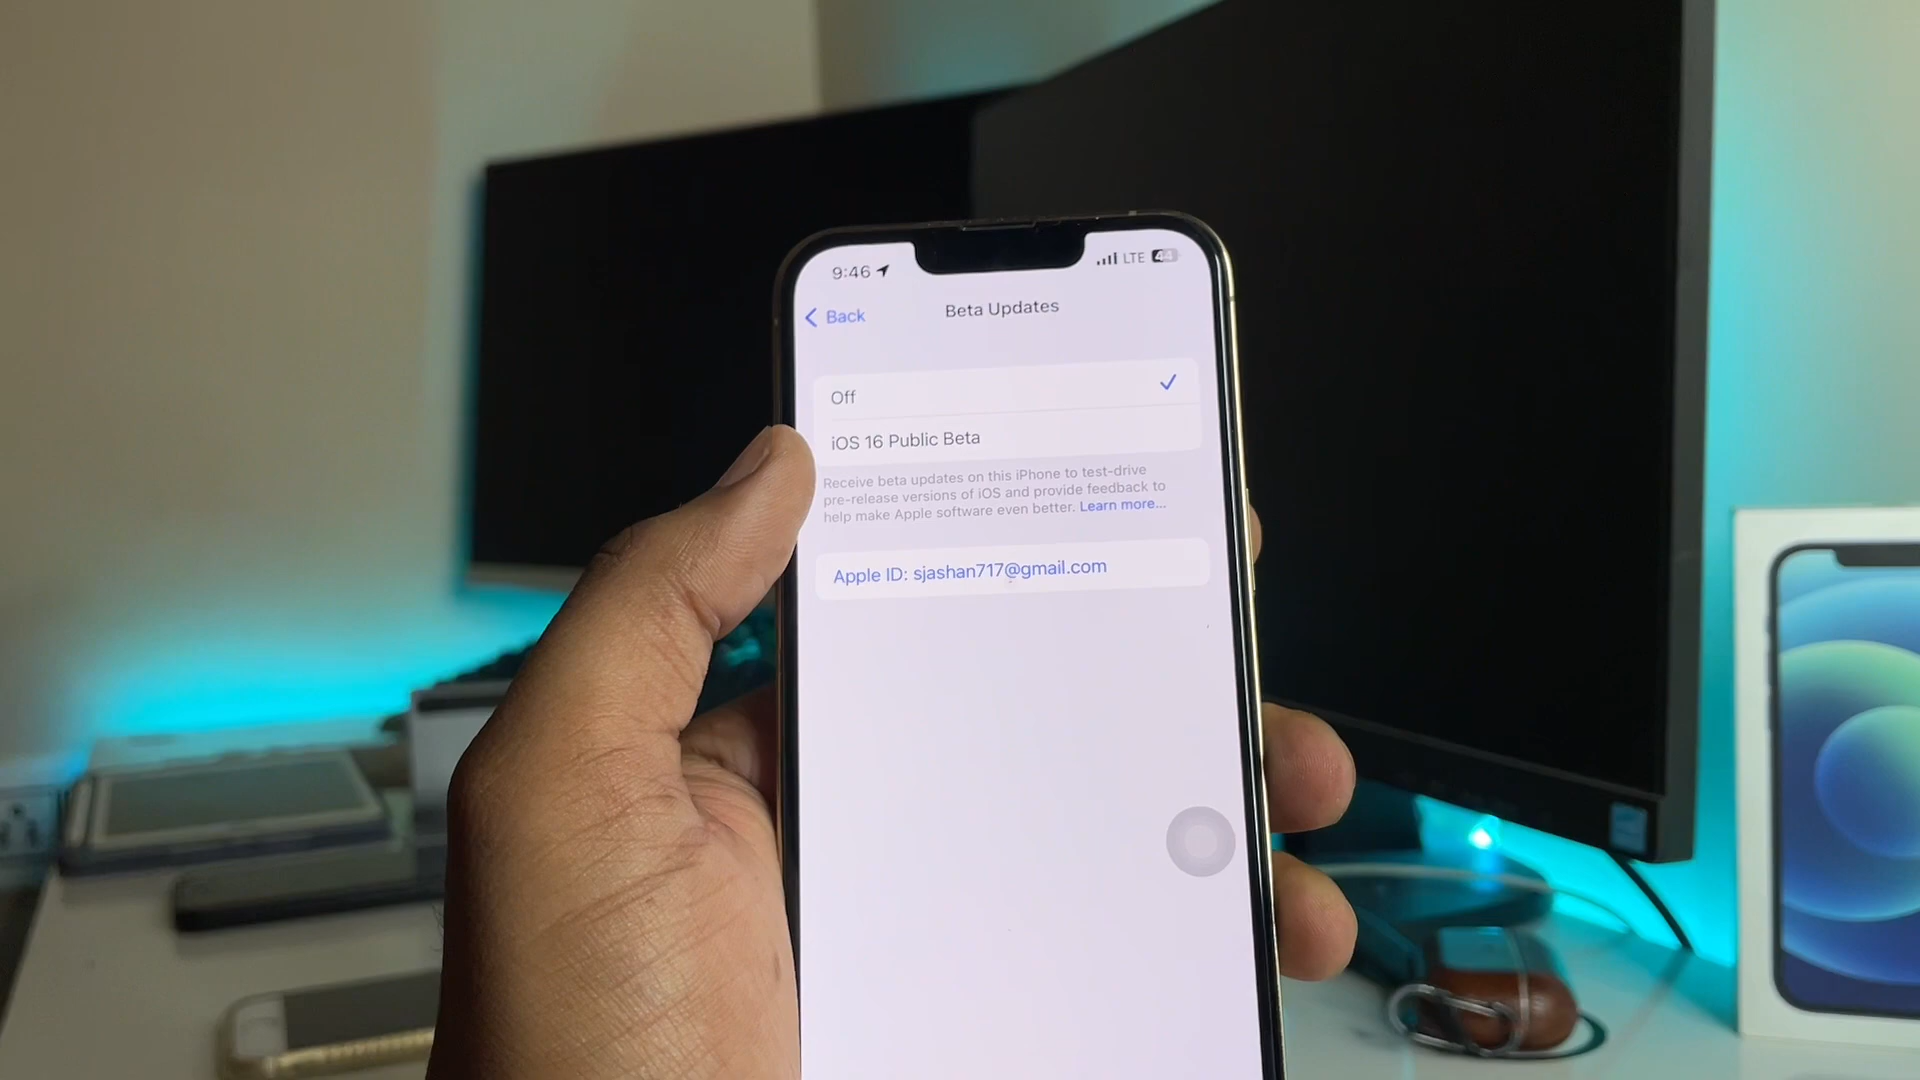 9:46
LTE 44
Back
Beta Updates
Off
iOS 16 Public Beta
Receive beta updates on this iPhone to test-drive
pre-release versions of iOS and provide feedback to
help make Apple software even better. Learn more...
Apple ID: sjashan717@gmail.com